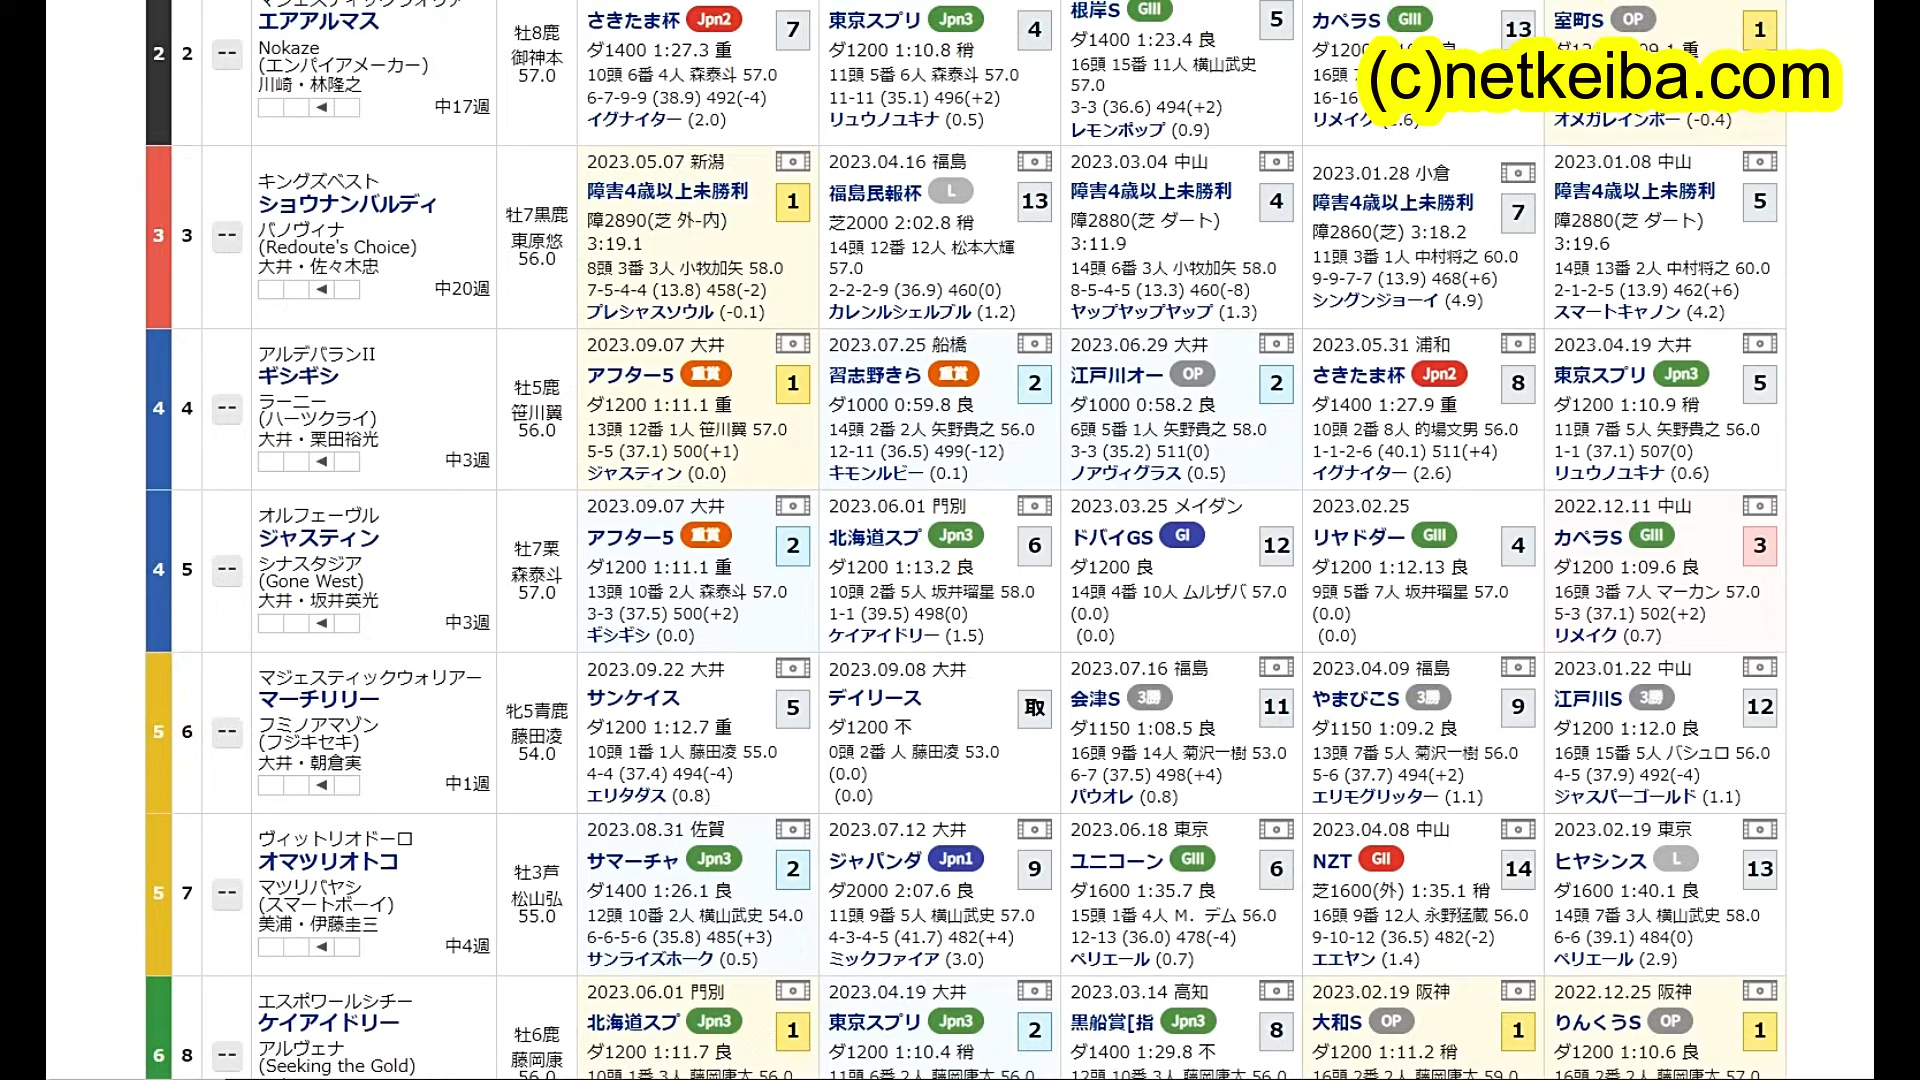 2 2 --
エアアルマス
Nokaze
(エンパイアメーカー)
川崎・林隆之
中17週
牡8鹿
御神本
57.0
さきたま杯 Jpn2 7
ダ1400 1:27.3 重
10頭 6番 4人 森泰斗 57.0
6-7-9-9 (38.9) 492(-4)
イグナイター (2.0)
東京スプリ Jpn3 4
ダ1200 1:10.8 稍
11頭 5番 6人 森泰斗 57.0
11-11 (35.1) 496(+2)
リュウノユキナ (0.5)
根岸S GIII 5
ダ1400 1:23.4 良
16頭 15番 11人 横山武史
57.0
3-3 (36.6) 494(+2)
レモンポップ (0.9)
カペラS GIII 13
ダ1200
16頭
16-16
リメイク
室町S OP 1
オメガレインボー (-0.4)
(c)netkeiba.com
3 3 --
キングズベスト
ショウナンバルディ
バノヴィナ
(Redoute's Choice)
大井・佐々木忠
中20週
牡7黒鹿
東原悠
56.0
2023.05.07 新潟
障害4歳以上未勝利 1
障2890(芝 外-内)
3:19.1
8頭 3番 3人 小牧加矢 58.0
7-5-4-4 (13.8) 458(-2)
プレシャスソウル (-0.1)
2023.04.16 福島
福島民報杯 L 13
芝2000 2:02.8 稍
14頭 12番 12人 松本大輝
57.0
2-2-2-9 (36.9) 460(0)
カレンルシェルブル (1.2)
2023.03.04 中山
障害4歳以上未勝利 4
障2880(芝 ダート)
3:11.9
14頭 6番 3人 小牧加矢 58.0
8-5-4-5 (13.3) 460(-8)
ヤップヤップヤップ (1.3)
2023.01.28 小倉
障害4歳以上未勝利 7
障2860(芝) 3:18.2
11頭 3番 1人 中村将之 60.0
9-9-7-7 (13.9) 468(+6)
シングンジョーイ (4.9)
2023.01.08 中山
障害4歳以上未勝利 5
障2880(芝 ダート)
3:19.6
14頭 13番 2人 中村将之 60.0
2-1-2-5 (13.9) 462(+6)
スマートキャノン (4.2)
4 4 --
アルデバランII
ギシギシ
ラーニー
(ハーツクライ)
大井・栗田裕光
中3週
牡5鹿
笹川翼
56.0
2023.09.07 大井
アフター5 重賞 1
ダ1200 1:11.1 重
13頭 12番 1人 笹川翼 57.0
5-5 (37.1) 500(+1)
ジャスティン (0.0)
2023.07.25 船橋
習志野きら 重賞 2
ダ1000 0:59.8 良
14頭 2番 2人 矢野貴之 56.0
12-11 (36.5) 499(-12)
キモンルビー (0.1)
2023.06.29 大井
江戸川オー OP 2
ダ1000 0:58.2 良
6頭 5番 1人 矢野貴之 58.0
3-3 (35.2) 511(0)
ノアヴィグラス (0.5)
2023.05.31 浦和
さきたま杯 Jpn2 8
ダ1400 1:27.9 重
10頭 2番 8人 的場文男 56.0
1-1-2-6 (40.1) 511(+4)
イグナイター (2.6)
2023.04.19 大井
東京スプリ Jpn3 5
ダ1200 1:10.9 稍
11頭 7番 5人 矢野貴之 56.0
1-1 (37.1) 507(0)
リュウノユキナ (0.6)
4 5 --
オルフェーヴル
ジャスティン
シナスタジア
(Gone West)
大井・坂井英光
中3週
牡7栗
森泰斗
57.0
2023.09.07 大井
アフター5 重賞 2
ダ1200 1:11.1 重
13頭 10番 2人 森泰斗 57.0
3-3 (37.5) 500(+2)
ギシギシ (0.0)
2023.06.01 門別
北海道スプ Jpn3 6
ダ1200 1:13.2 良
10頭 2番 5人 坂井瑠星 58.0
1-1 (39.5) 498(0)
ケイアイドリー (1.5)
2023.03.25 メイダン
ドバイGS GI 12
ダ1200 良
14頭 4番 10人 ムルザバ 57.0
(0.0)
(0.0)
2023.02.25
リヤドダー GIII 4
ダ1200 1:12.13 良
9頭 5番 7人 坂井瑠星 57.0
(0.0)
(0.0)
2022.12.11 中山
カペラS GIII 3
ダ1200 1:09.6 良
16頭 3番 7人 マーカン 57.0
5-3 (37.1) 502(+2)
リメイク (0.7)
5 6 --
マジェスティックウォリアー
マーチリリー
フミノアマゾン
(フジキセキ)
大井・朝倉実
中1週
牝5青鹿
藤田凌
54.0
2023.09.22 大井
サンケイス 5
ダ1200 1:12.7 重
10頭 1番 1人 藤田凌 55.0
4-4 (37.4) 494(-4)
エリタダス (0.8)
2023.09.08 大井
デイリース 取
ダ1200 不
0頭 2番 人 藤田凌 53.0
(0.0)
(0.0)
2023.07.16 福島
会津S 3勝 11
ダ1150 1:08.5 良
16頭 9番 14人 菊沢一樹 53.0
6-7 (37.5) 498(+4)
パウオレ (0.8)
2023.04.09 福島
やまびこS 3勝 9
ダ1150 1:09.2 良
13頭 7番 5人 菊沢一樹 56.0
5-6 (37.7) 494(+2)
エリモグリッター (1.1)
2023.01.22 中山
江戸川S 3勝 12
ダ1200 1:12.0 良
16頭 15番 5人 バシュロ 56.0
4-5 (37.9) 492(-4)
ジャスパーゴールド (1.1)
5 7 --
ヴィットリオドーロ
オマツリオトコ
マツリバヤシ
(スマートボーイ)
美浦・伊藤圭三
中4週
牡3芦
松山弘
55.0
2023.08.31 佐賀
サマーチャ Jpn3 2
ダ1400 1:26.1 良
12頭 10番 2人 横山武史 54.0
6-6-5-6 (35.8) 485(+3)
サンライズホーク (0.5)
2023.07.12 大井
ジャパンダ Jpn1 9
ダ2000 2:07.6 良
11頭 9番 5人 横山武史 57.0
4-3-4-5 (41.7) 482(+4)
ミックファイア (3.0)
2023.06.18 東京
ユニコーン GIII 6
ダ1600 1:35.7 良
15頭 1番 4人 M．デム 56.0
12-13 (36.0) 478(-4)
ペリエール (0.7)
2023.04.08 中山
NZT GII 14
芝1600(外) 1:35.1 稍
16頭 9番 12人 永野猛蔵 56.0
9-10-12 (36.5) 482(-2)
エエヤン (1.4)
2023.02.19 東京
ヒヤシンス L 13
ダ1600 1:40.1 良
14頭 7番 3人 横山武史 58.0
6-6 (39.1) 484(0)
ペリエール (2.9)
6 8 --
エスポワールシチー
ケイアイドリー
アルヴェナ
(Seeking the Gold)
牡6鹿
藤岡康
56.0
2023.06.01 門別
北海道スプ Jpn3 1
ダ1200 1:11.7 良
10頭 1番 3人 藤岡康太 56.0
2023.04.19 大井
東京スプリ Jpn3 2
ダ1200 1:10.4 稍
11頭 6番 2人 藤岡康太 56.0
2023.03.14 高知
黒船賞[指 Jpn3 8
ダ1400 1:29.8 不
12頭 10番 3人 藤岡康太 56.0
2023.02.19 阪神
大和S OP 1
ダ1200 1:11.2 稍
16頭 2番 2人 藤岡康太 59.0
2022.12.25 阪神
りんくうS OP 1
ダ1200 1:10.6 良
16頭 2番 2人 藤岡康太 57.0